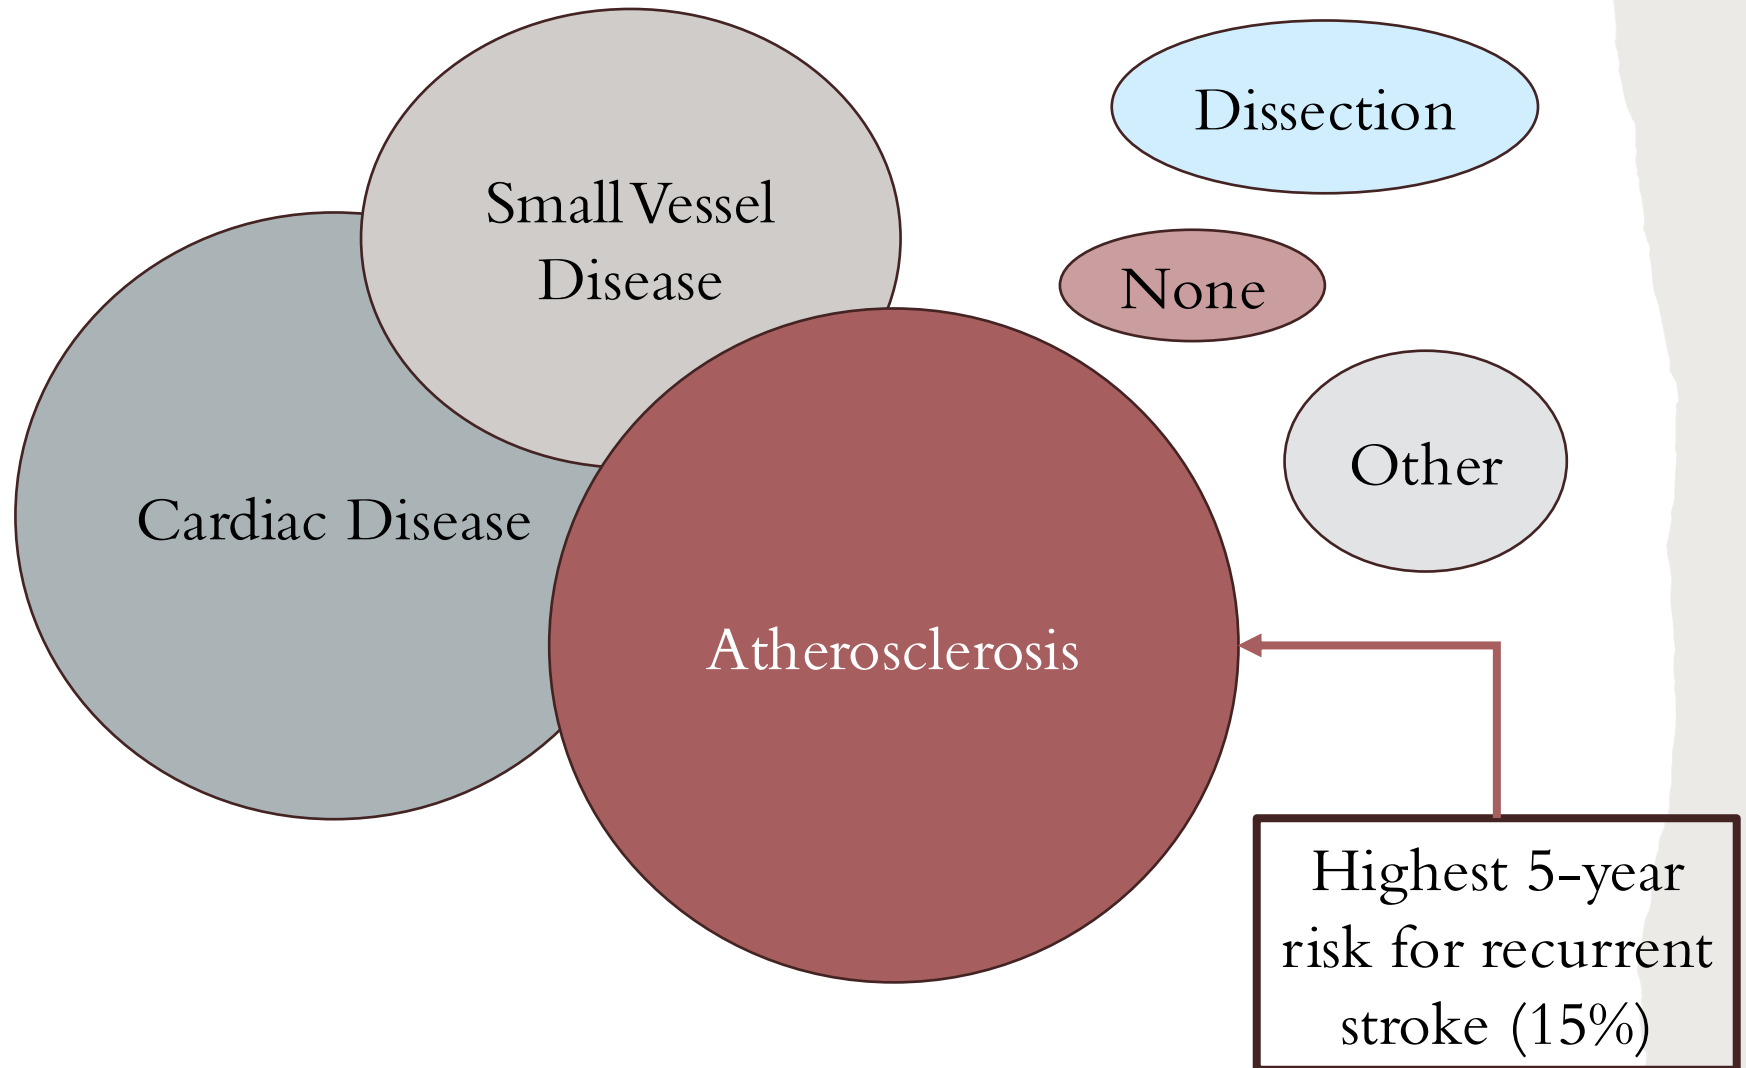 Small Vessel
Disease
Dissection
None
Other
Cardiac Disease
Atherosclerosis
Highest 5-year
risk for recurrent
stroke (15%)